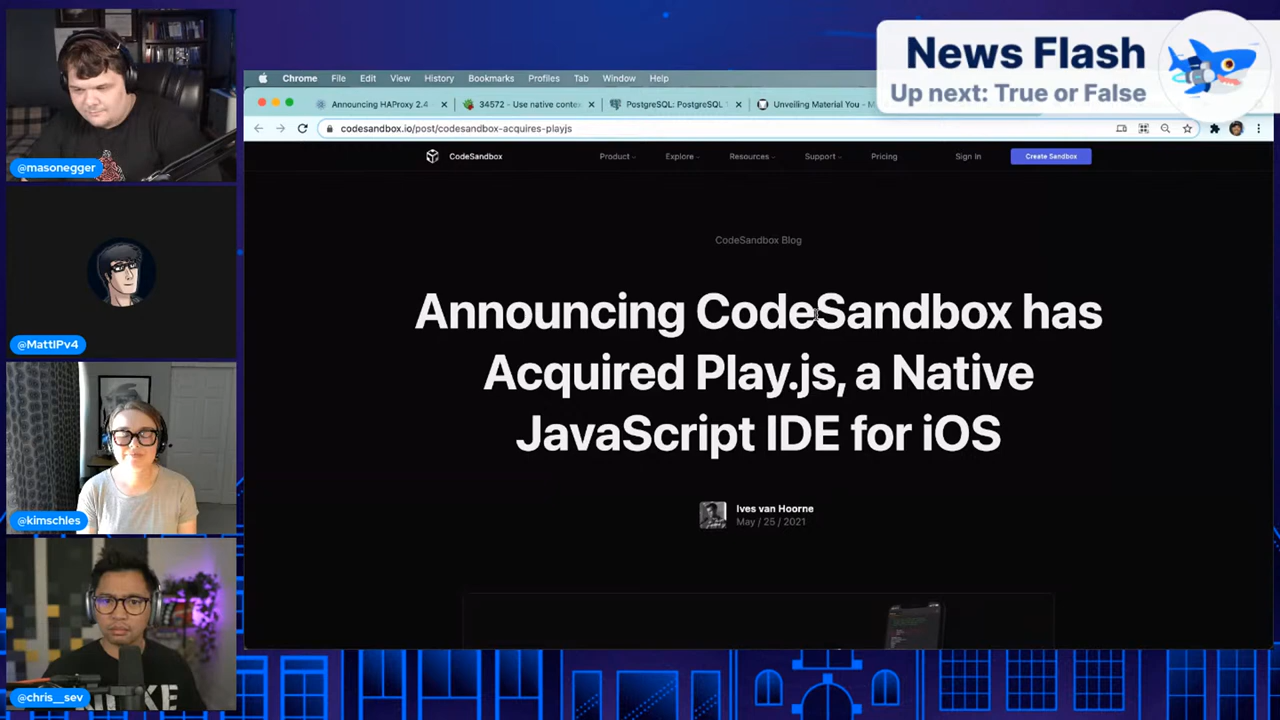 News Flash
Up next: True or False
@masonegger
@MattIPv4
@kimschles
@chris__sev
Chrome File Edit View History Bookmarks Profiles Tab Window Help
Announcing HAProxy 2.4
34572 - Use native conte
PostgreSQL: PostgreSQL
Unveiling Material You - M
codesandbox.io/post/codesandbox-acquires-playjs
CodeSandbox
Product Explore Resources Support Pricing Sign In Create Sandbox
CodeSandbox Blog
Announcing CodeSandbox has
Acquired Play.js, a Native
JavaScript IDE for iOS
Ives van Hoorne
May / 25 / 2021